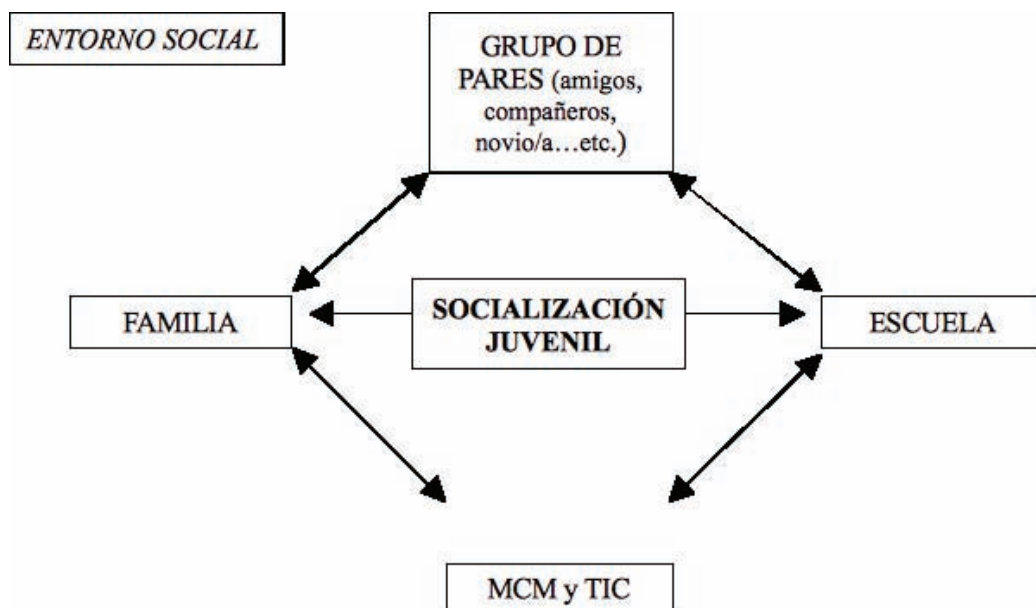 ENTORNO SOCIAL
GRUPO DE
PARES (amigos,
compañeros,
novio/a…etc.)
FAMILIA
SOCIALIZACIÓN
JUVENIL
ESCUELA
MCM y TIC